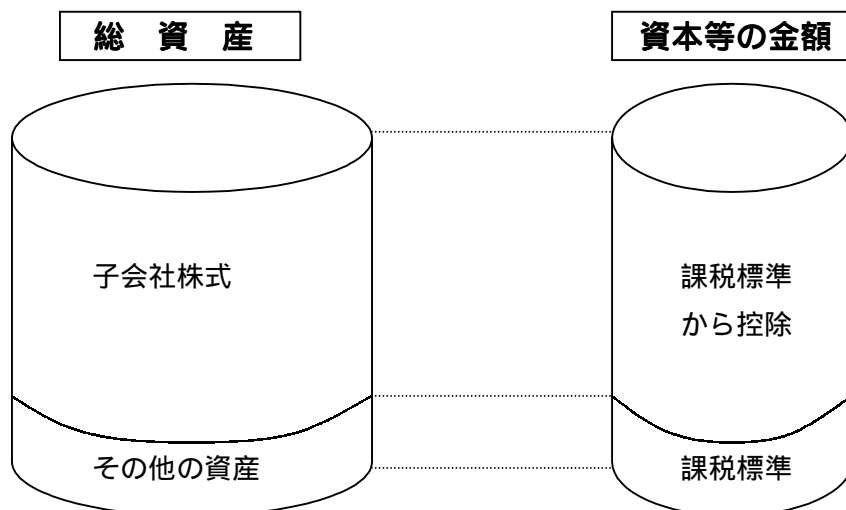 総　資　産
資本等の金額
子会社株式
課税標準
から控除
その他の資産
課税標準